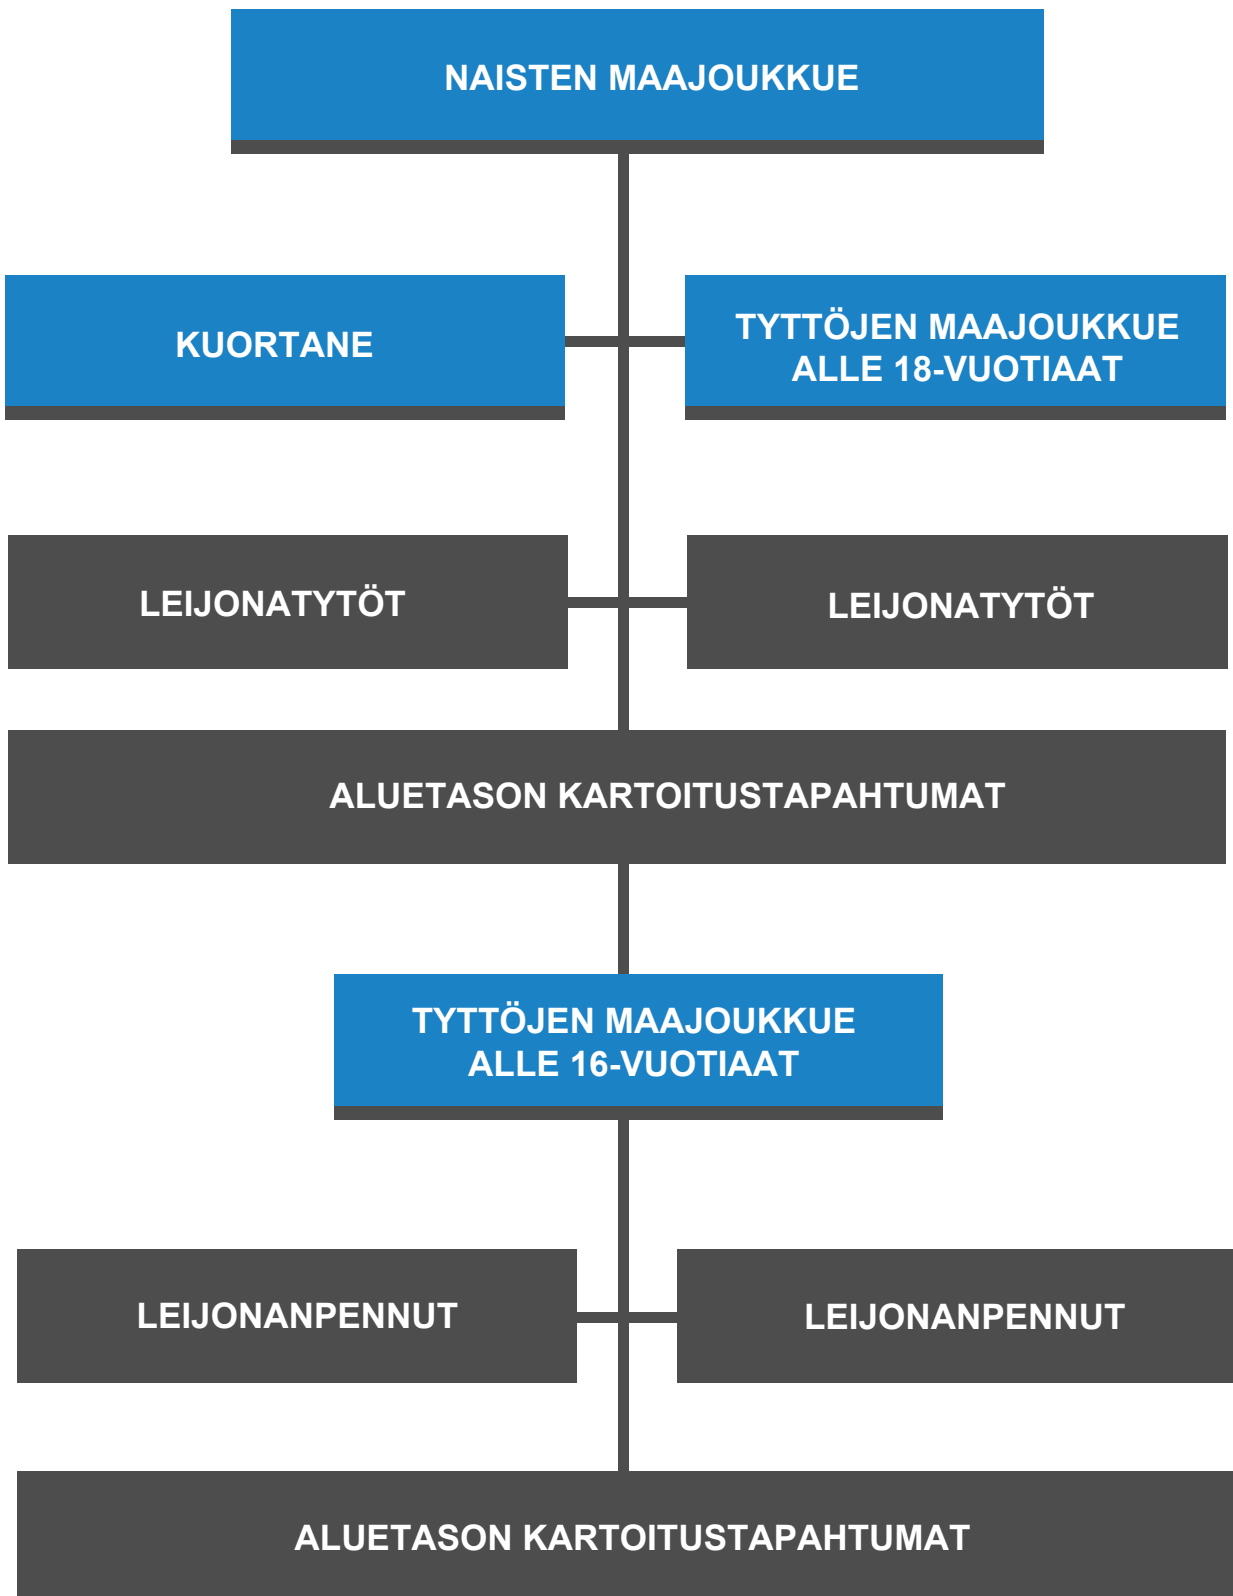 NAISTEN MAAJOUKKUE
KUORTANE
TYTTÖJEN MAAJOUKKUE
ALLE 18-VUOTIAAT
LEIJONATYTÖT
LEIJONATYTÖT
ALUETASON KARTOITUSTAPAHTUMAT
TYTTÖJEN MAAJOUKKUE
ALLE 16-VUOTIAAT
LEIJONANPENNUT
LEIJONANPENNUT
ALUETASON KARTOITUSTAPAHTUMAT